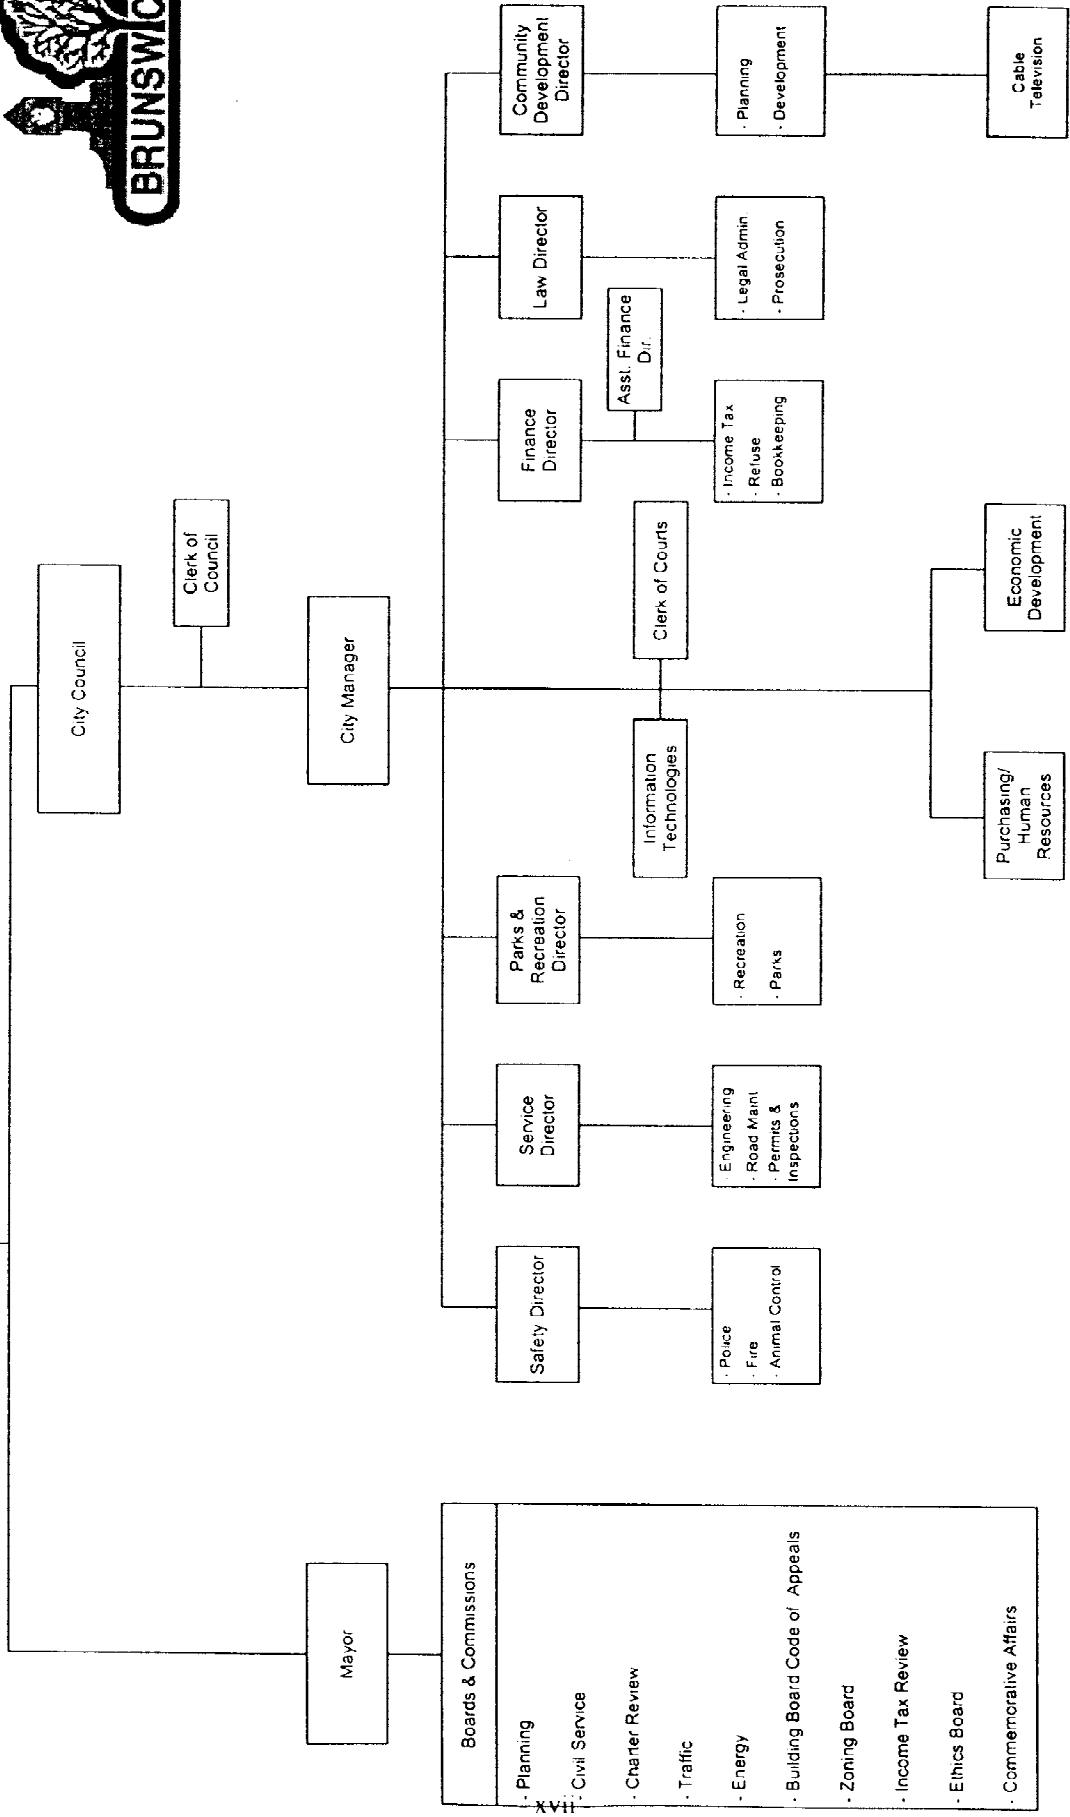 BRUNSWIC
City Council
Clerk of
Council
Mayor
City Manager
Boards & Commissions
· Planning
· Civil Service
· Charter Review
· Traffic
· Energy
· Building Board Code of Appeals
· Zoning Board
· Income Tax Review
· Ethics Board
· Commemorative Affairs
Safety Director
· Police
· Fire
· Animal Control
Service
Director
· Engineering
· Road Maint
· Permits &
Inspections
Parks &
Recreation
Director
· Recreation
· Parks
Information
Technologies
Clerk of Courts
Purchasing/
Human
Resources
Economic
Development
Finance
Director
Asst. Finance
Dir.
· Income Tax
· Refuse
· Bookkeeping
Law Director
· Legal Admin.
· Prosecution
Community
Development
Director
· Planning
· Development
Cable
Television
xvii